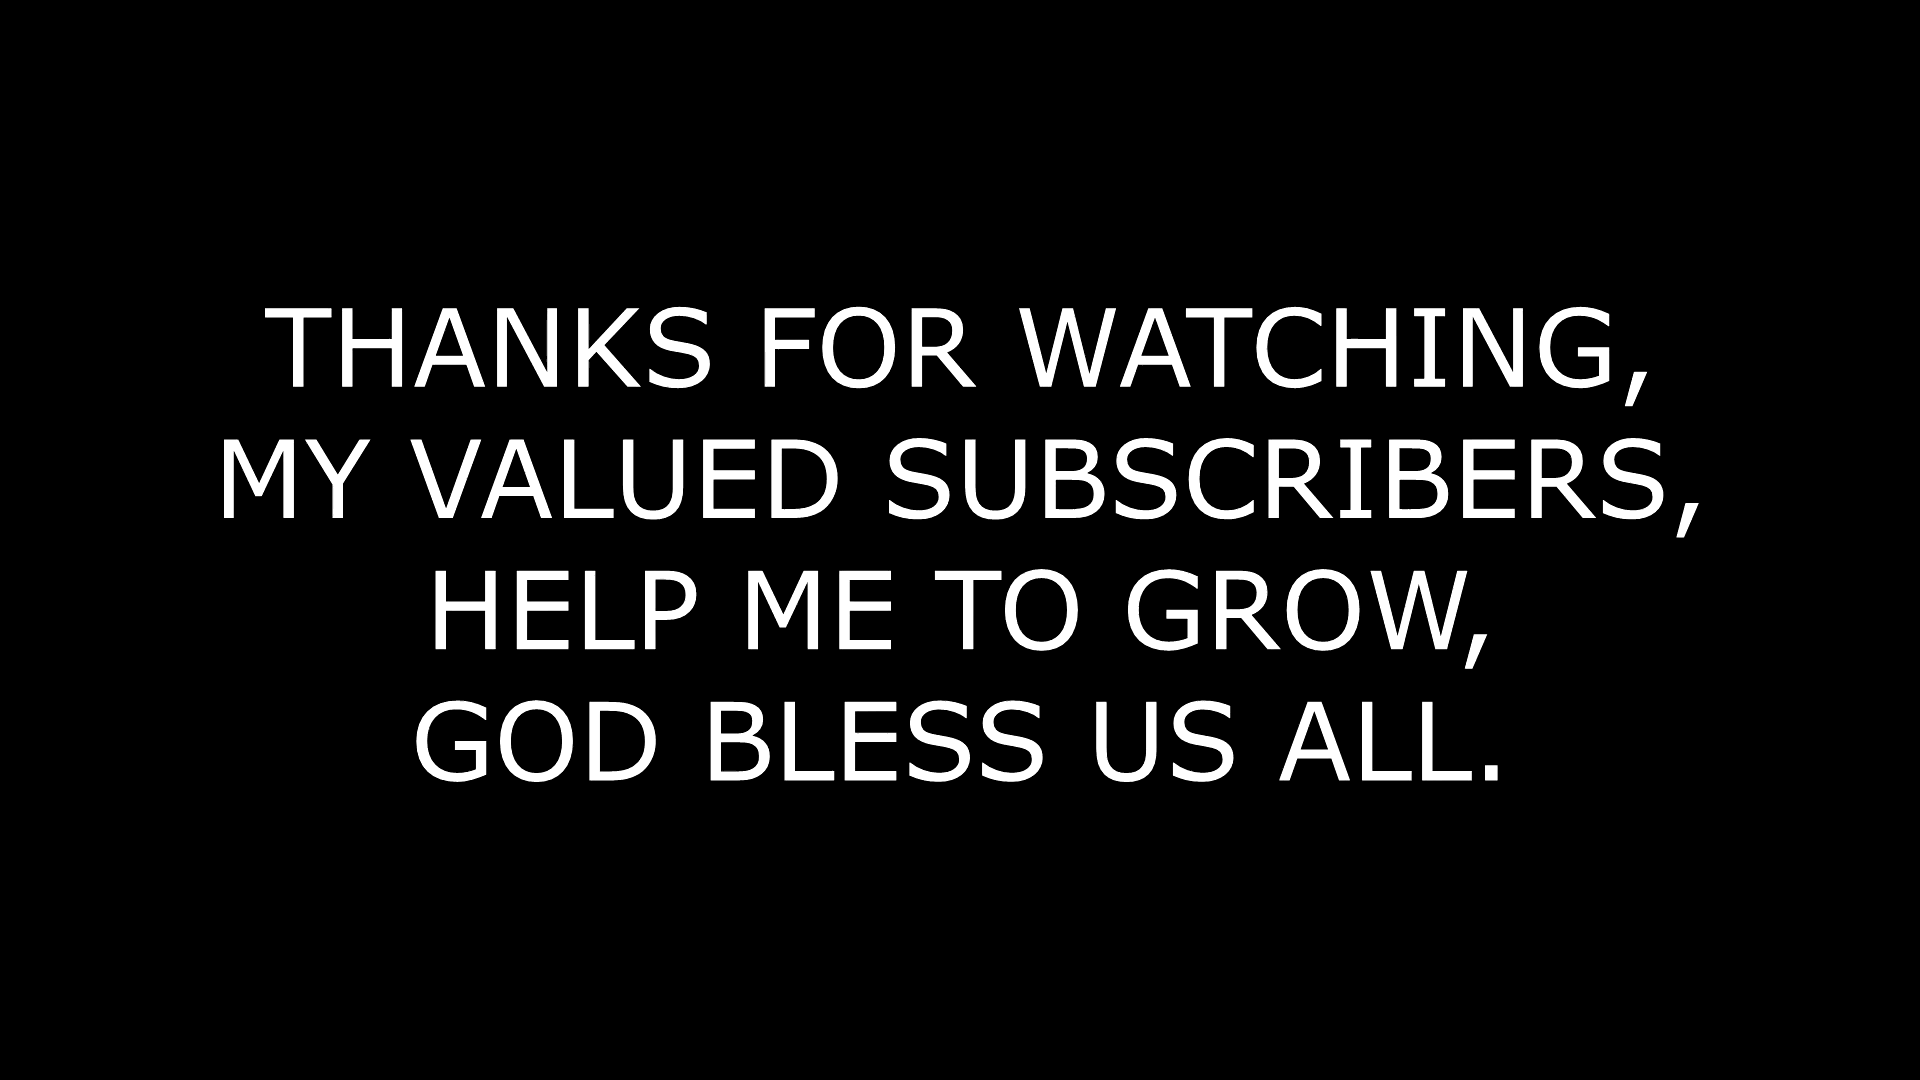 THANKS FOR WATCHING,
MY VALUED SUBSCRIBERS,
HELP ME TO GROW,
GOD BLESS US ALL.